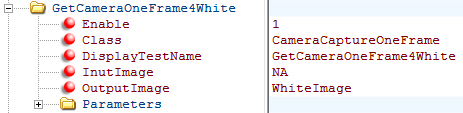 GetCameraOneFrame4White
Enable 1
Class CameraCaptureOneFrame
DisplayTestName GetCameraOneFrame4White
InutImage NA
OutputImage WhiteImage
Parameters